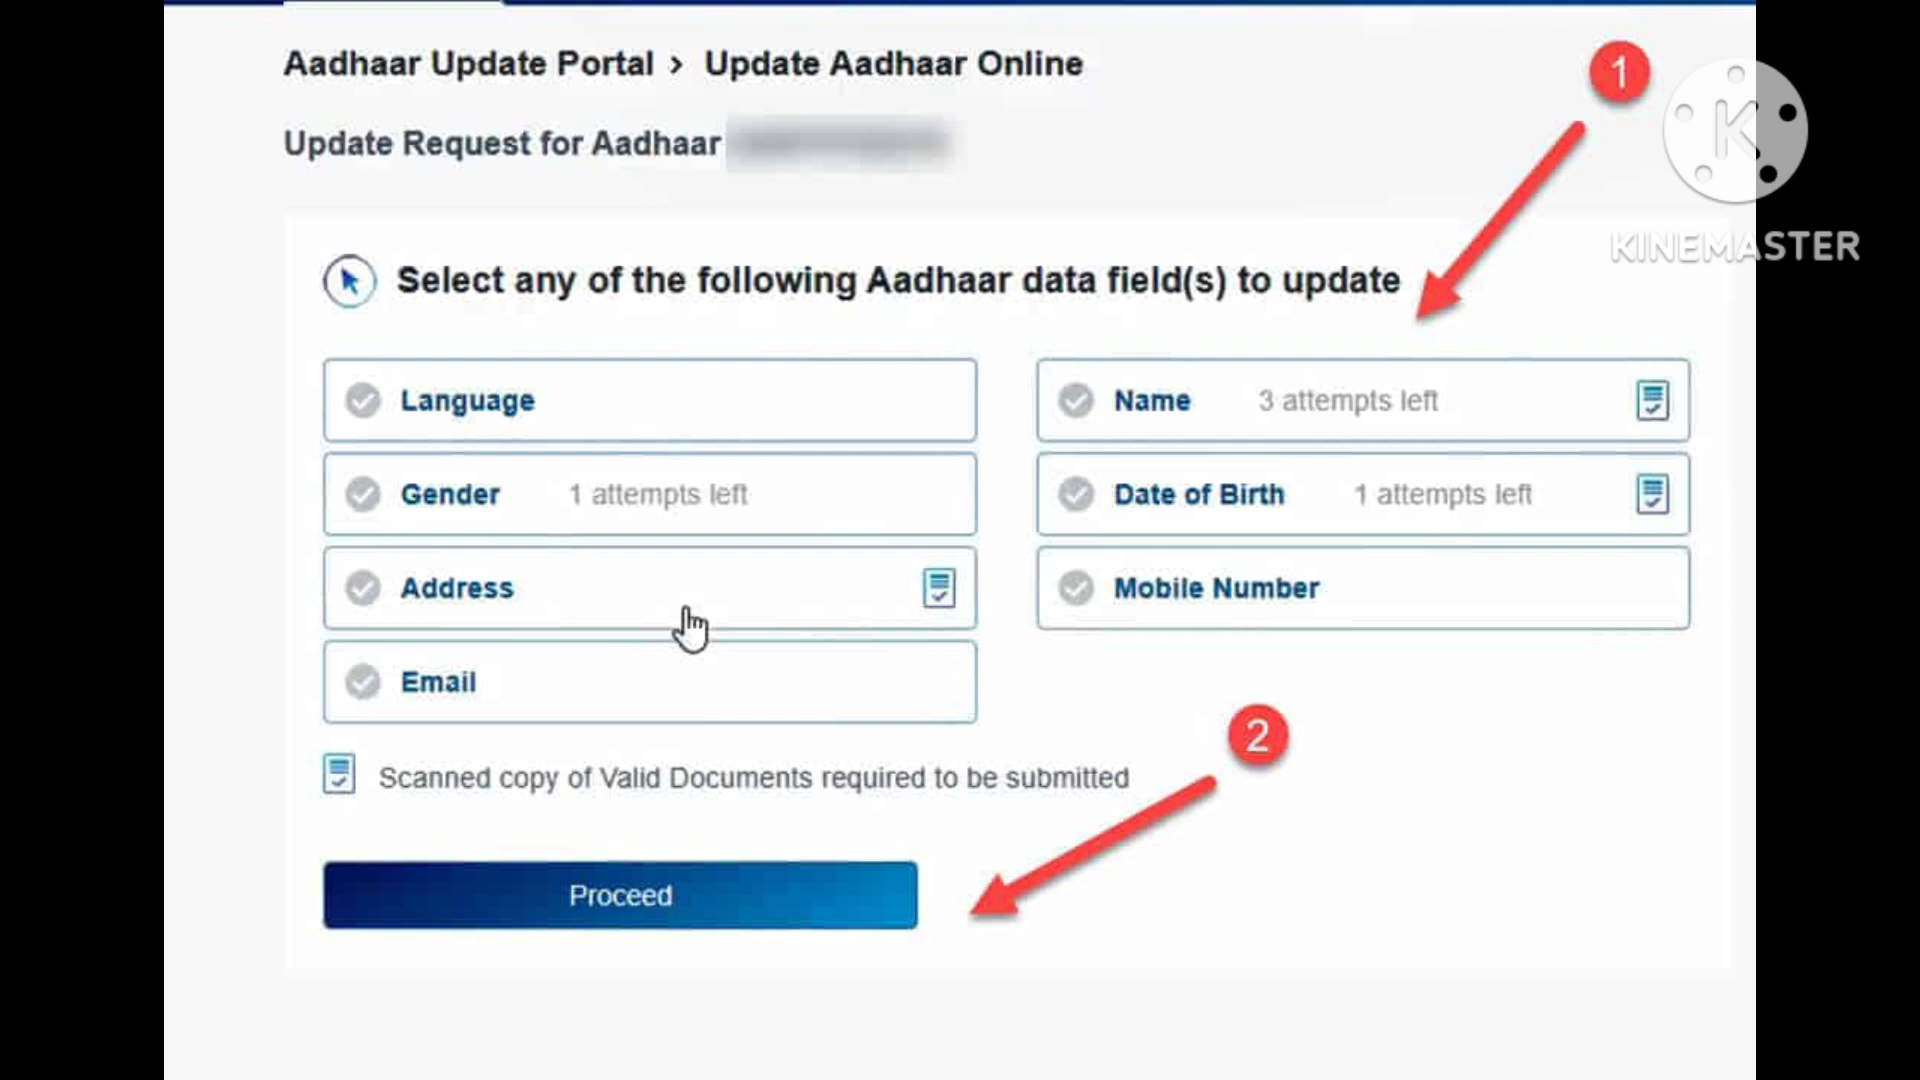 Aadhaar Update Portal > Update Aadhaar Online
1
Update Request for Aadhaar
K
KINEMASTER
Select any of the following Aadhaar data field(s) to update
Language
Name 3 attempts left
Gender 1 attempts left
Date of Birth 1 attempts left
Address
Mobile Number
Email
2
Scanned copy of Valid Documents required to be submitted
Proceed